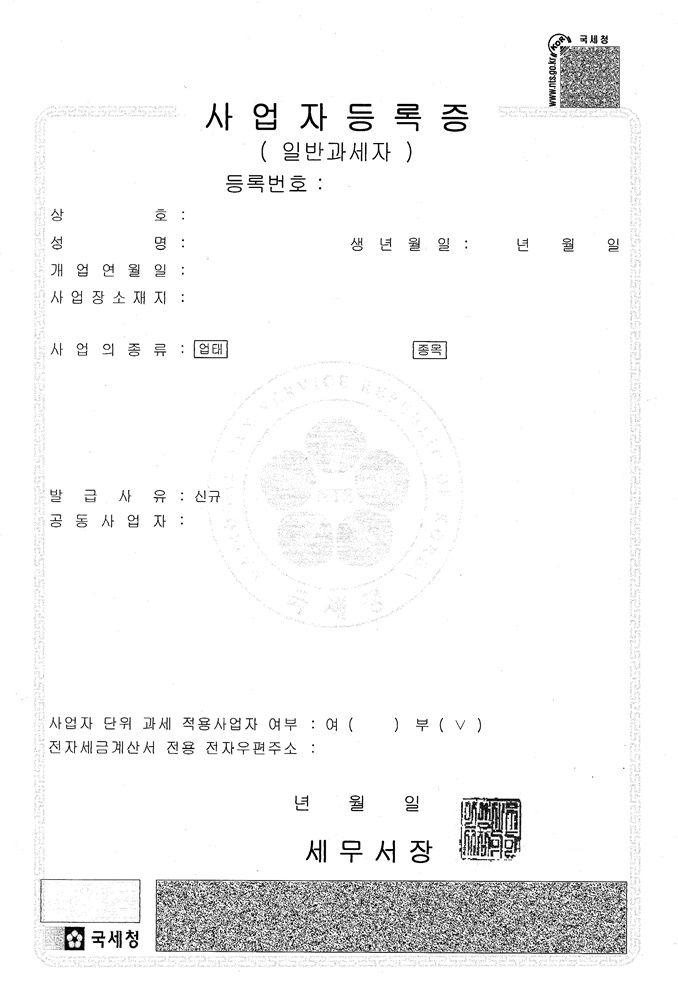 국세청
KOR
www.nts.go.kr
사업자등록증
( 일반과세자 )
등록번호 :
상 호 :
성 명 : 생년월일 : 년 월 일
개업연월일 :
사업장소재지 :
사업의종류 : 업태 종목
TAX SERVICE REPUBLIC OF KOREA
NTS
발급사유 : 신규
공동사업자 :
국세청
사업자 단위 과세 적용사업자 여부 : 여 ( ) 부 ( ∨ )
전자세금계산서 전용 전자우편주소 :
년 월 일
세무서장
국세청